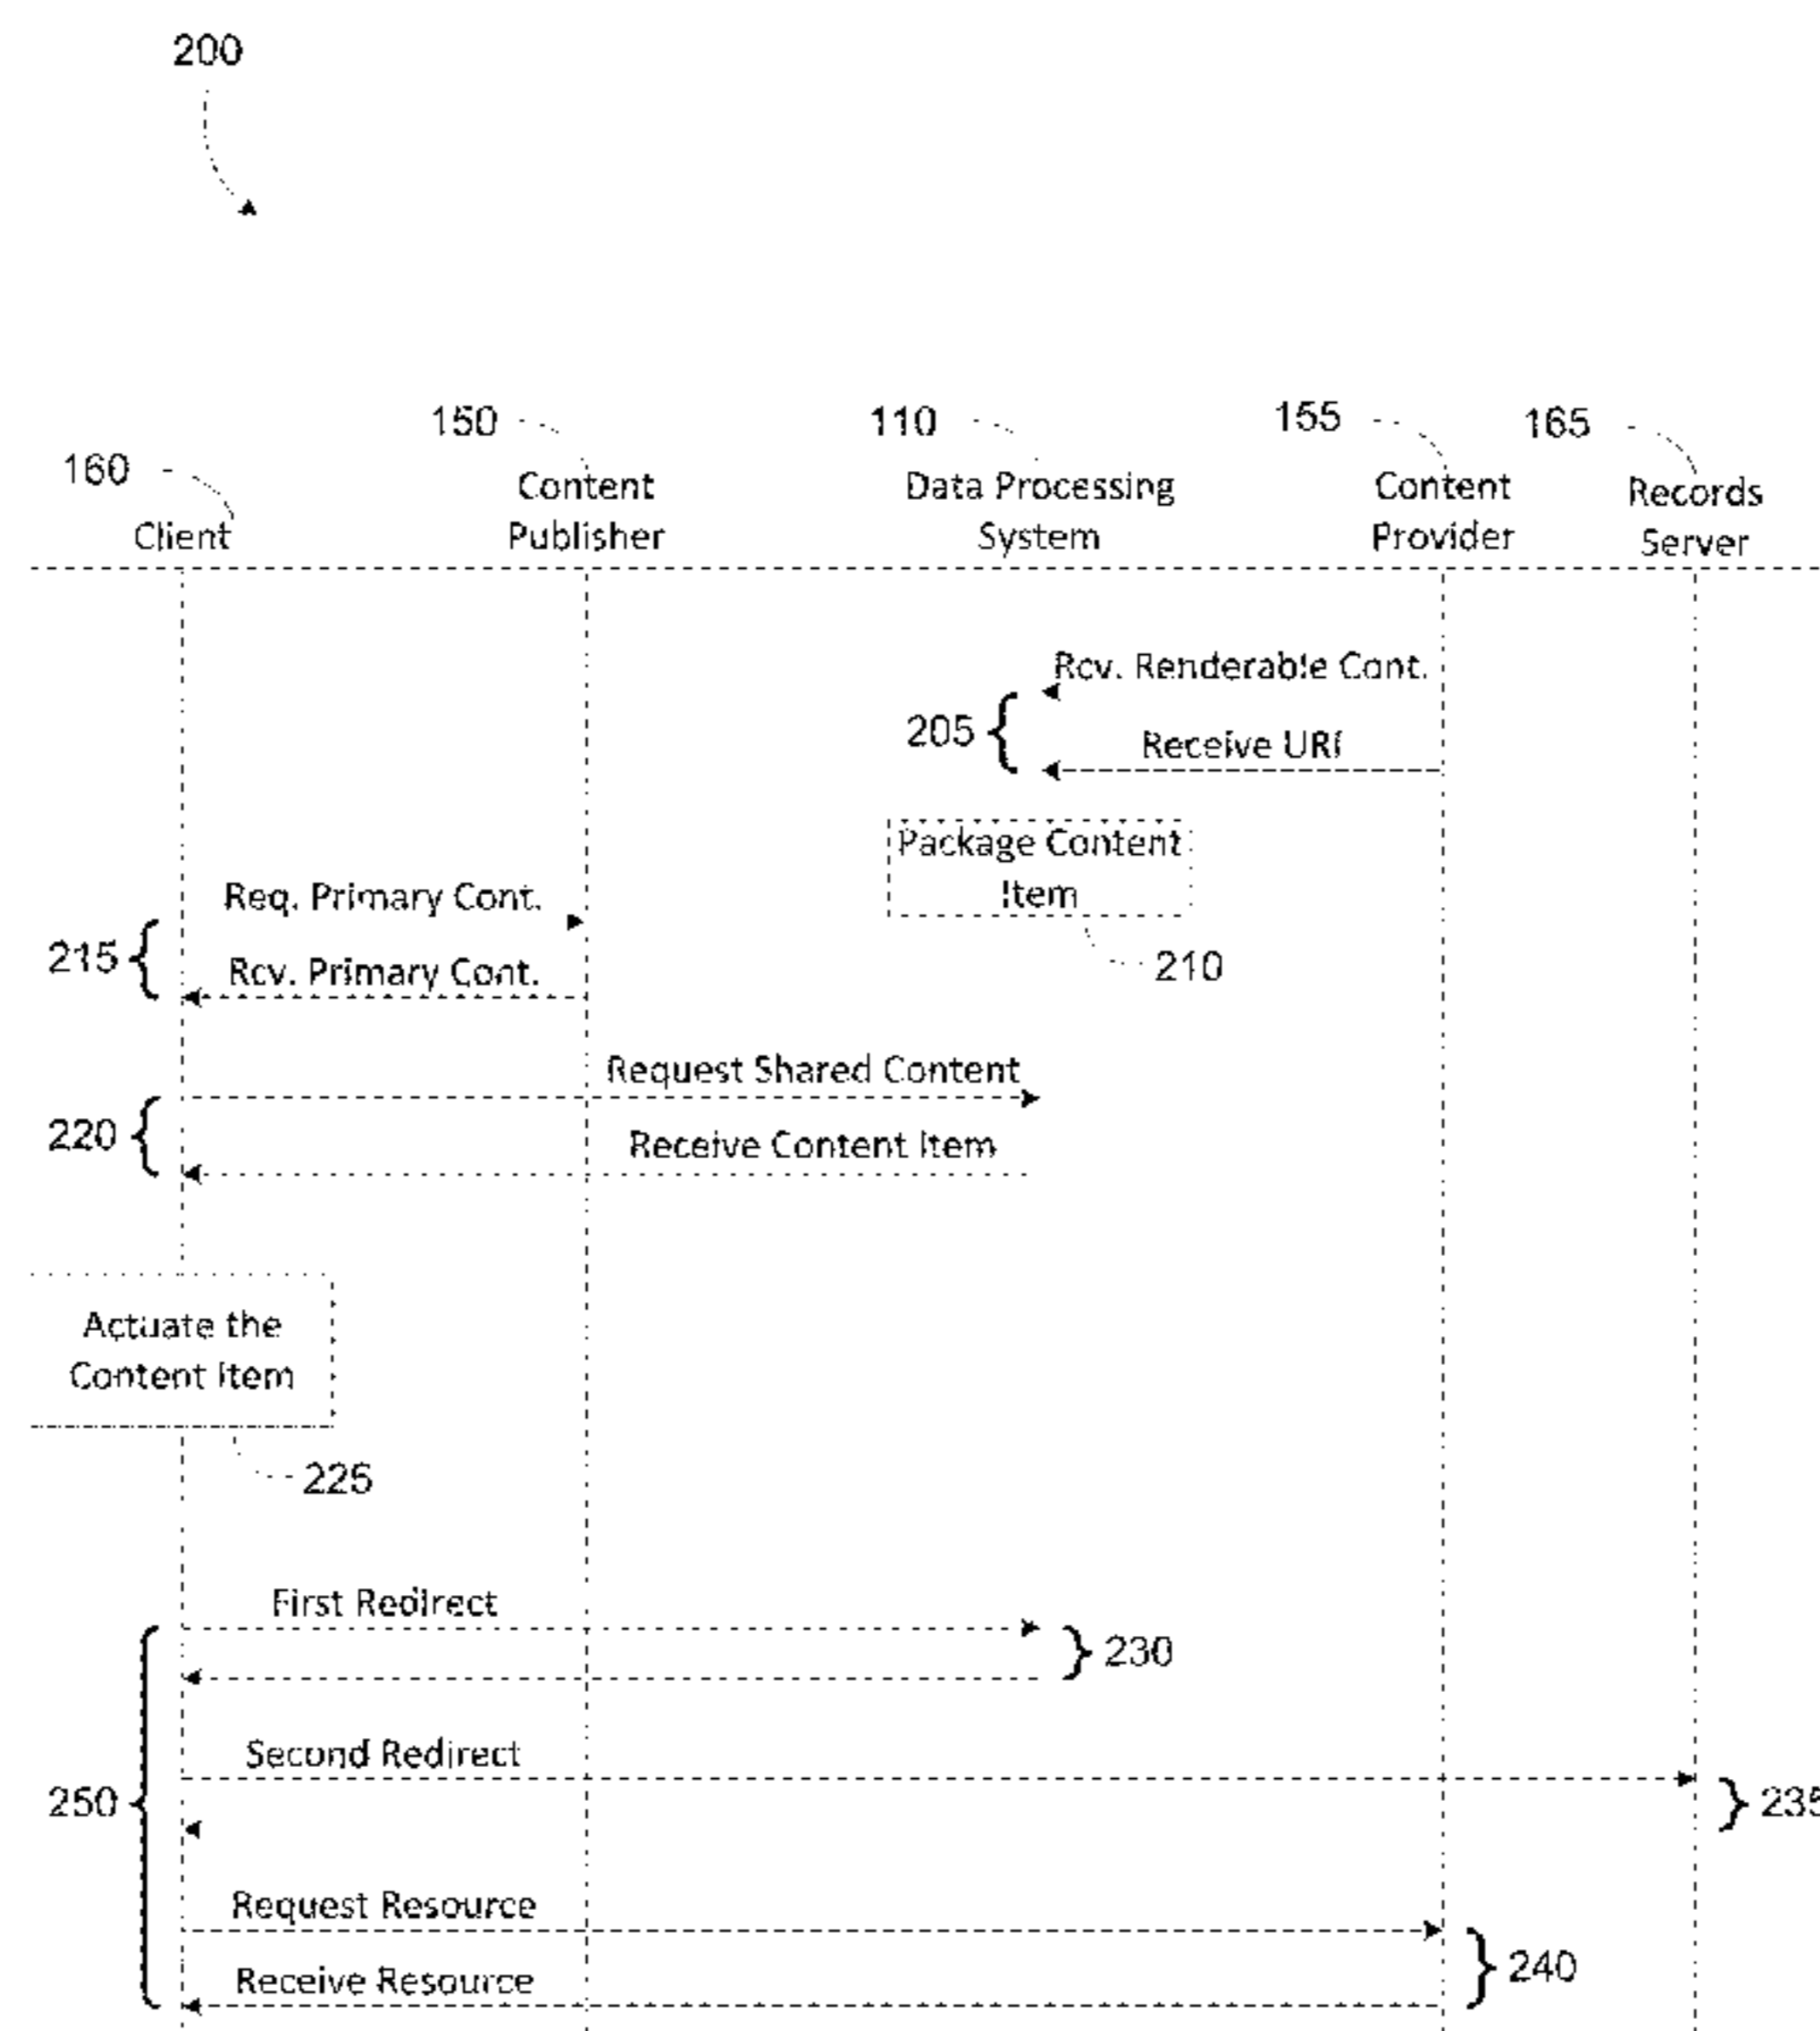 200
150
110
155
165
160
Content
Data Processing
Content
Records
Client
Publisher
System
Provider
Server
Rcv. Renderable Cont.
205
Receive URI
Package Content
Item
210
Req. Primary Cont.
215
Rcv. Primary Cont.
Request Shared Content
220
Receive Content Item
Actuate the
Content Item
225
First Redirect
230
Second Redirect
250
235
Request Resource
240
Receive Resource